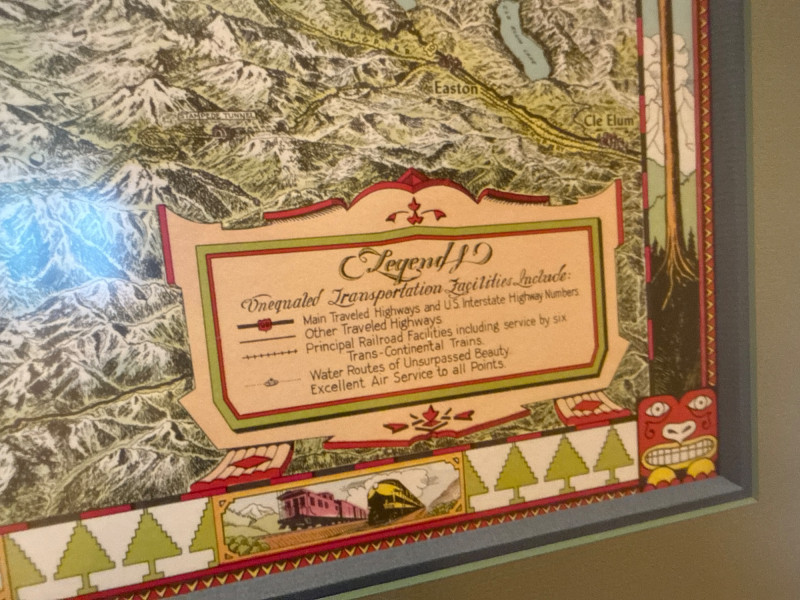 Easton
Cle Elum
STAMPEDE TUNNEL
Legend
Unequaled Transportation Facilities Include:
Main Traveled Highways and U.S. Interstate Highway Numbers
Other Traveled Highways
Principal Railroad Facilities including service by six
Trans-Continental Trains.
Water Routes of Unsurpassed Beauty.
Excellent Air Service to all Points.